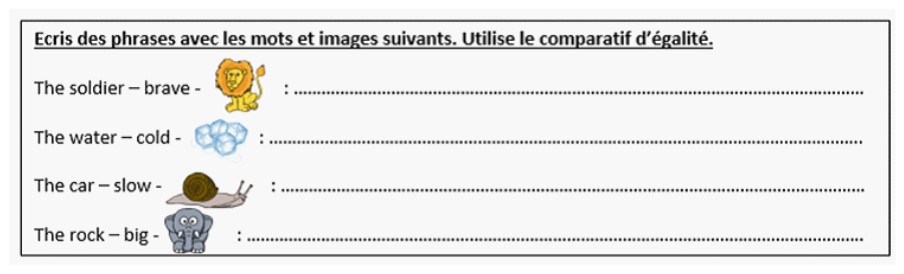 Ecris des phrases avec les mots et images suivants. Utilise le comparatif d’égalité.
The soldier – brave - : ........................................................................................................................
The water – cold - : ........................................................................................................................
The car – slow - : ........................................................................................................................
The rock – big - : ........................................................................................................................